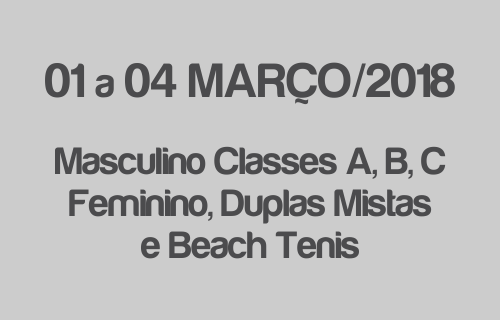 01 a 04 MARÇO/2018
Masculino Classes A, B, C
Feminino, Duplas Mistas
e Beach Tenis